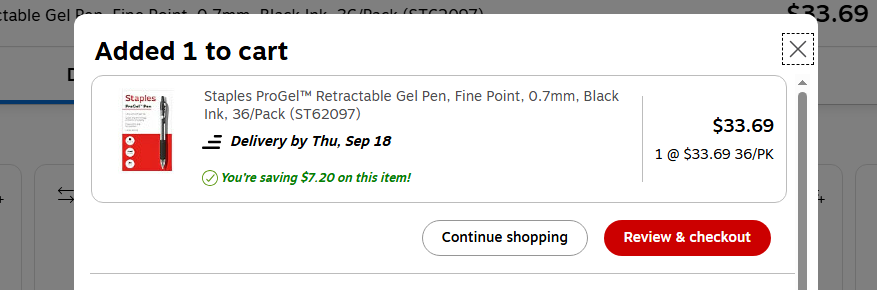 ctable Gel Pen, Fine Point, 0.7mm, Black Ink, 36/Pack (ST62097)
$33.69
Added 1 to cart
D
Staples
ProGel™ Pen
Staples ProGel™ Retractable Gel Pen, Fine Point, 0.7mm, Black
Ink, 36/Pack (ST62097)
$33.69
Delivery by Thu, Sep 18
1 @ $33.69 36/PK
You're saving $7.20 on this item!
Continue shopping
Review & checkout